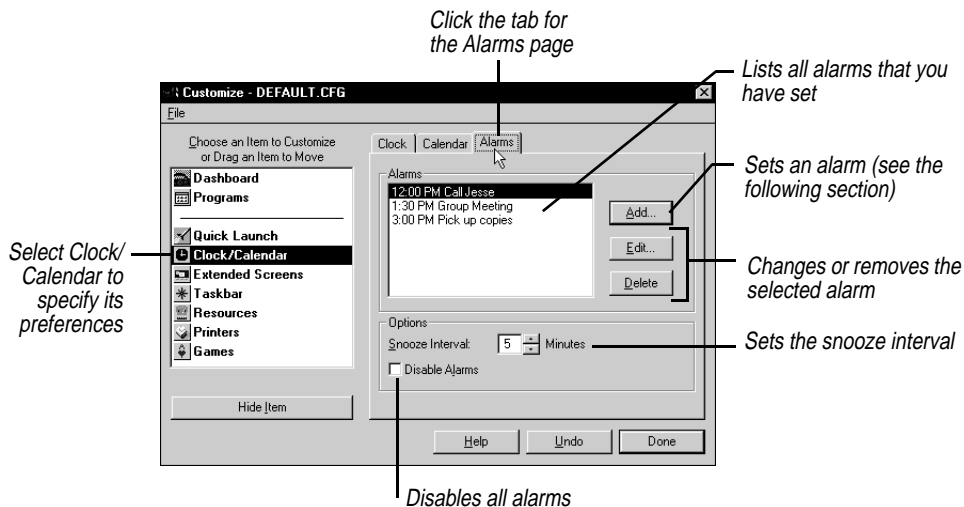 Click the tab for
the Alarms page
Lists all alarms that you
have set
Customize - DEFAULT.CFG
File
Choose an Item to Customize
or Drag an Item to Move
Dashboard
Programs
Quick Launch
Clock/Calendar
Extended Screens
Taskbar
Resources
Printers
Games
Hide Item
Select Clock/
Calendar to
specify its
preferences
Clock
Calendar
Alarms
Alarms
12:00 PM Call Jesse
1:30 PM Group Meeting
3:00 PM Pick up copies
Add...
Edit...
Delete
Sets an alarm (see the
following section)
Changes or removes the
selected alarm
Options
Snooze Interval: 5 Minutes
Disable Alarms
Sets the snooze interval
Help
Undo
Done
Disables all alarms